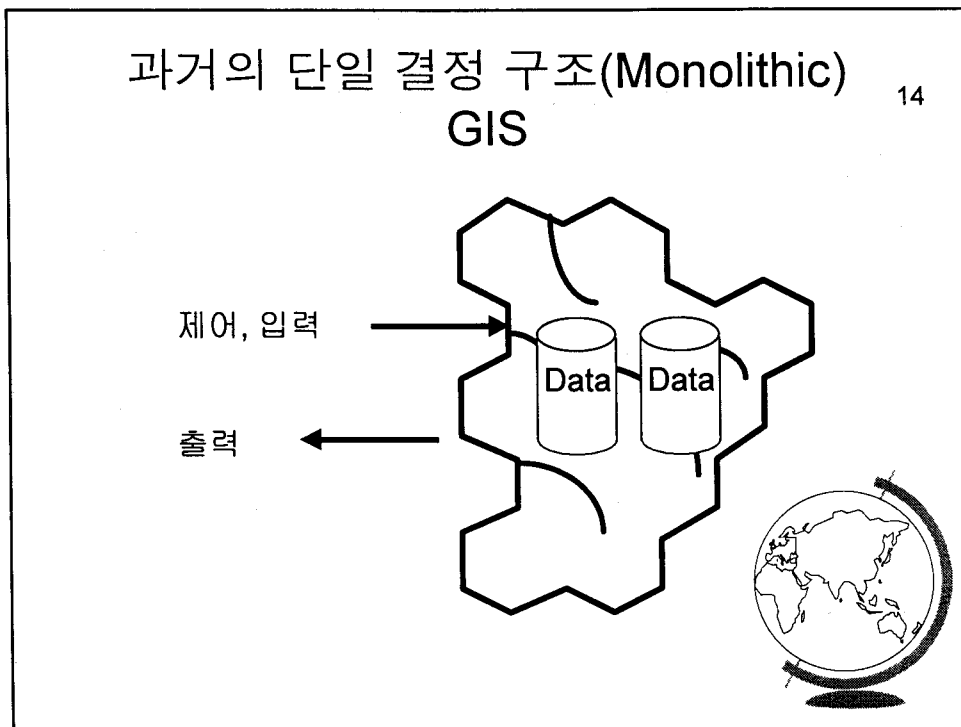 과거의 단일 결정 구조(Monolithic)
GIS
14
제어, 입력
출력
Data
Data